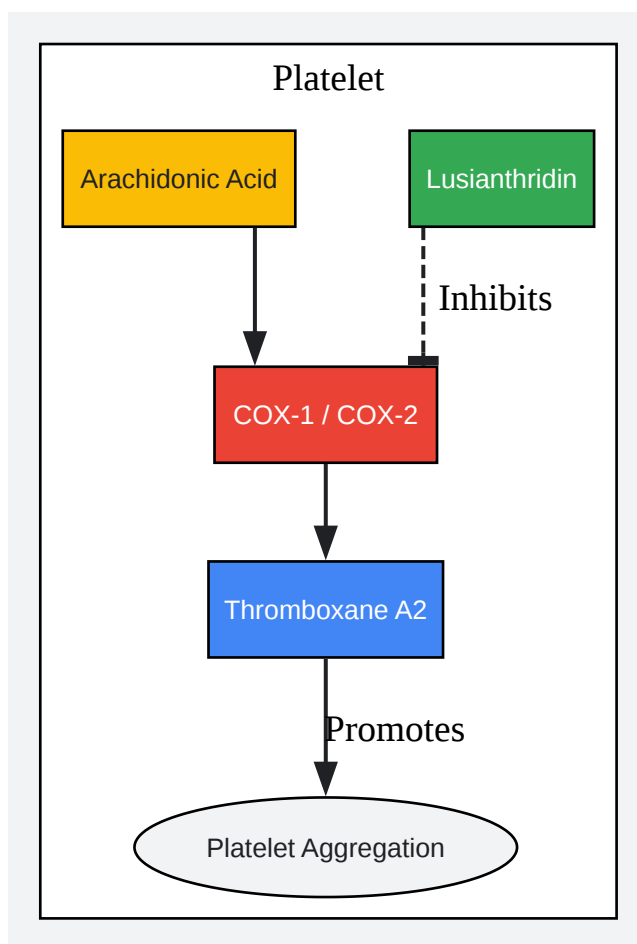 Platelet
Arachidonic Acid
Lusianthridin
Inhibits
COX-1 / COX-2
Thromboxane A2
Promotes
Platelet Aggregation